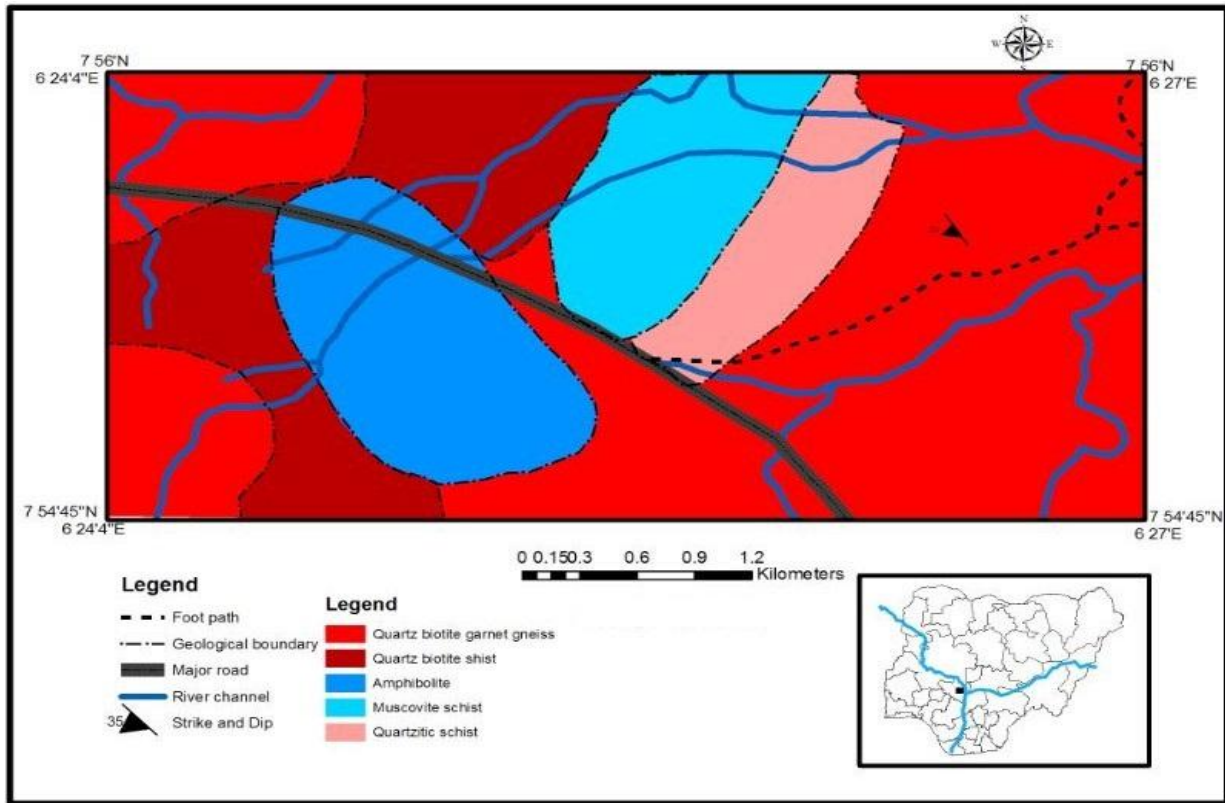 N
W E
S
7 56'N
6 24'4"E
7 56'N
6 27'E
7 54'45"N
6 24'4"E
7 54'45"N
6 27'E
0 0.150.3 0.6 0.9 1.2
Kilometers
Legend
Foot path
Geological boundary
Major road
River channel
35
Strike and Dip
Legend
Quartz biotite garnet gneiss
Quartz biotite shist
Amphibolite
Muscovite schist
Quartzitic schist